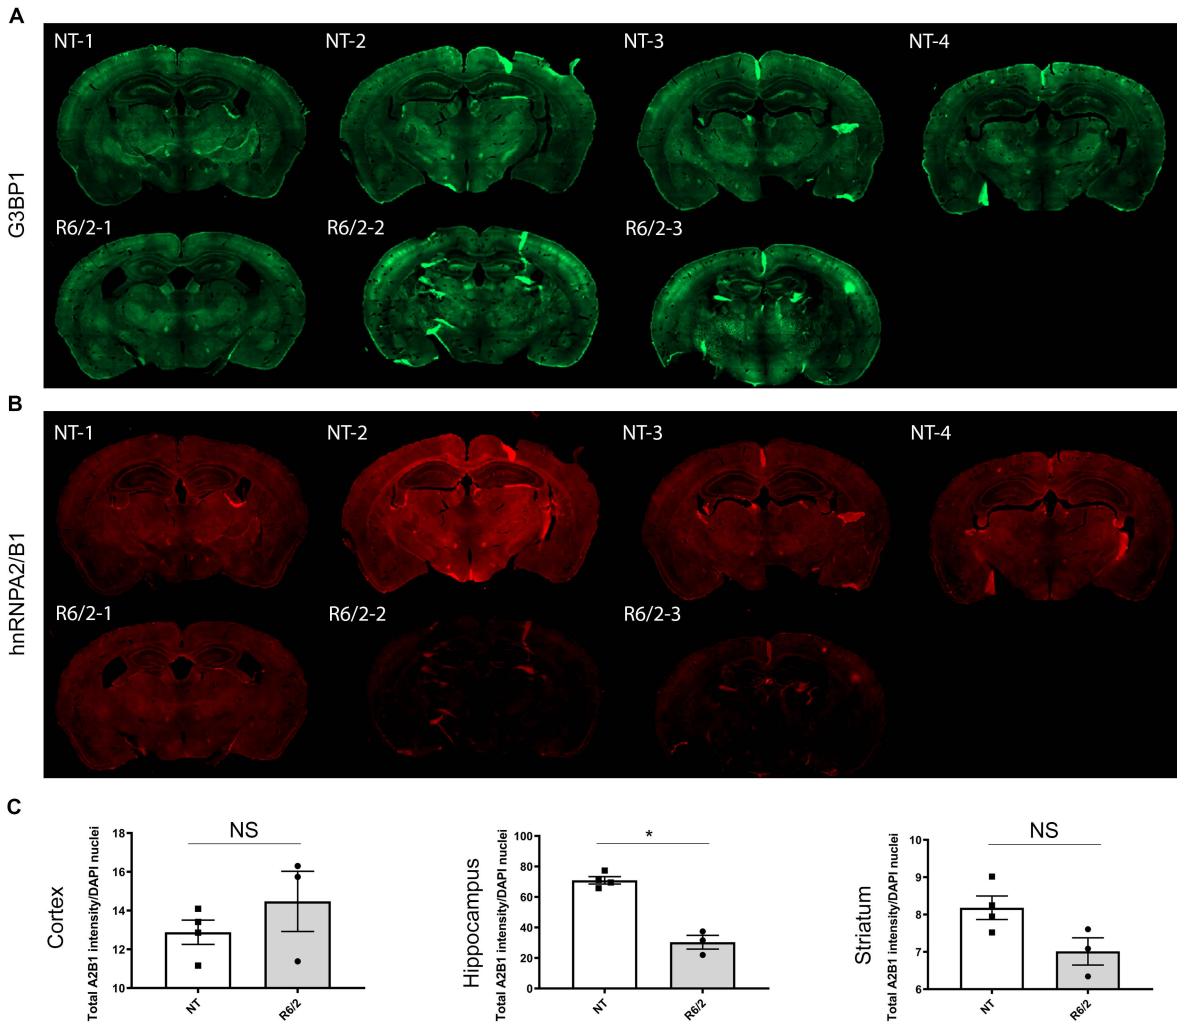 A
NT-1
NT-2
NT-3
NT-4
G3BP1
R6/2-1
R6/2-2
R6/2-3
B
NT-1
NT-2
NT-3
NT-4
hnRNPA2/B1
R6/2-1
R6/2-2
R6/2-3
C
Cortex
Total A2B1 intensity/DAPI nuclei
18
16
14
12
10
NS
NT
R6/2
Hippocampus
Total A2B1 intensity/DAPI nuclei
100
80
60
40
20
0
*
NT
R6/2
Striatum
Total A2B1 intensity/DAPI nuclei
10
9
8
7
6
NS
NT
R6/2